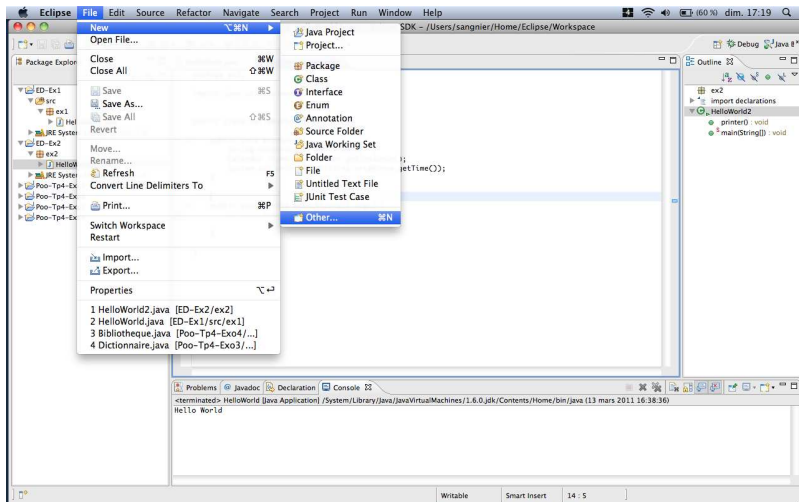 Eclipse File Edit Source Refactor Navigate Search Project Run Window Help (60 %) dim. 17:19
SDK - /Users/sangnier/Home/Eclipse/Workspace
Debug Java
Package Explor
ED-Ex1
src
ex1
Hel
JRE Syste
ED-Ex2
ex2
HelloW
JRE Syste
Poo-Tp4-Ex
Poo-Tp4-Ex
Poo-Tp4-Ex
New ⌥⌘N
Open File...
Close ⌘W
Close All ⇧⌘W
Save ⌘S
Save As...
Save All ⇧⌘S
Revert
Move...
Rename...
Refresh F5
Convert Line Delimiters To
Print... ⌘P
Switch Workspace
Restart
Import...
Export...
Properties ⌥↩
1 HelloWorld2.java [ED-Ex2/ex2]
2 HelloWorld.java [ED-Ex1/src/ex1]
3 Bibliotheque.java [Poo-Tp4-Exo4/...]
4 Dictionnaire.java [Poo-Tp4-Exo3/...]
Java Project
Project...
Package
Class
Interface
Enum
Annotation
Source Folder
Java Working Set
Folder
File
Untitled Text File
JUnit Test Case
Other... ⌘N
;
getTime());
Outline
ex2
import declarations
HelloWorld2
printer() : void
main(String[]) : void
Problems Javadoc Declaration Console
<terminated> HelloWorld [Java Application] /System/Library/Java/JavaVirtualMachines/1.6.0.jdk/Contents/Home/bin/java (13 mars 2011 16:38:36)
Hello World
Writable Smart Insert 14 : 5